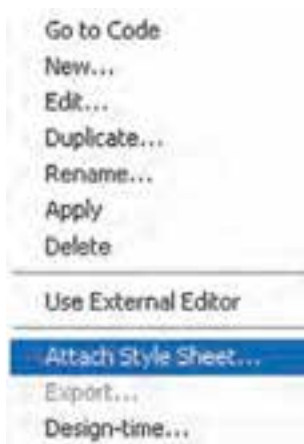 Go to Code
New...
Edit...
Duplicate...
Rename...
Apply
Delete
Use External Editor
Attach Style Sheet...
Export...
Design-time...